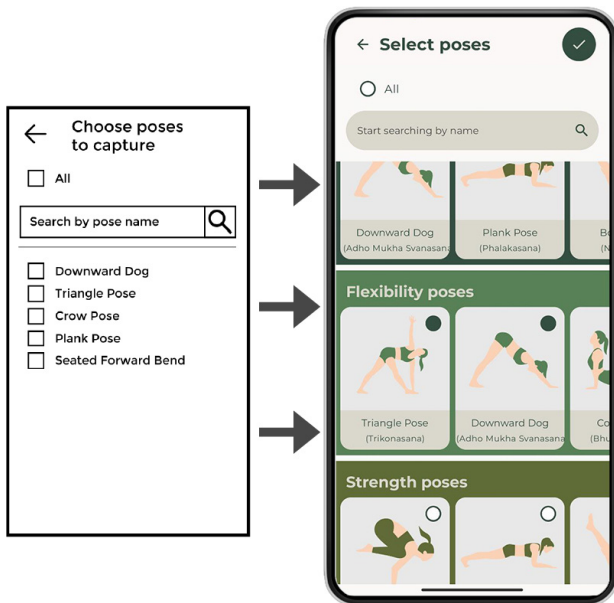 Choose poses
to capture
All
Search by pose name
Downward Dog
Triangle Pose
Crow Pose
Plank Pose
Seated Forward Bend
Select poses
All
Start searching by name
Downward Dog
(Adho Mukha Svanasana
Plank Pose
(Phalakasana)
Flexibility poses
Triangle Pose
(Trikonasana)
Downward Dog
(Adho Mukha Svanasana
Co
(Bhu
Strength poses